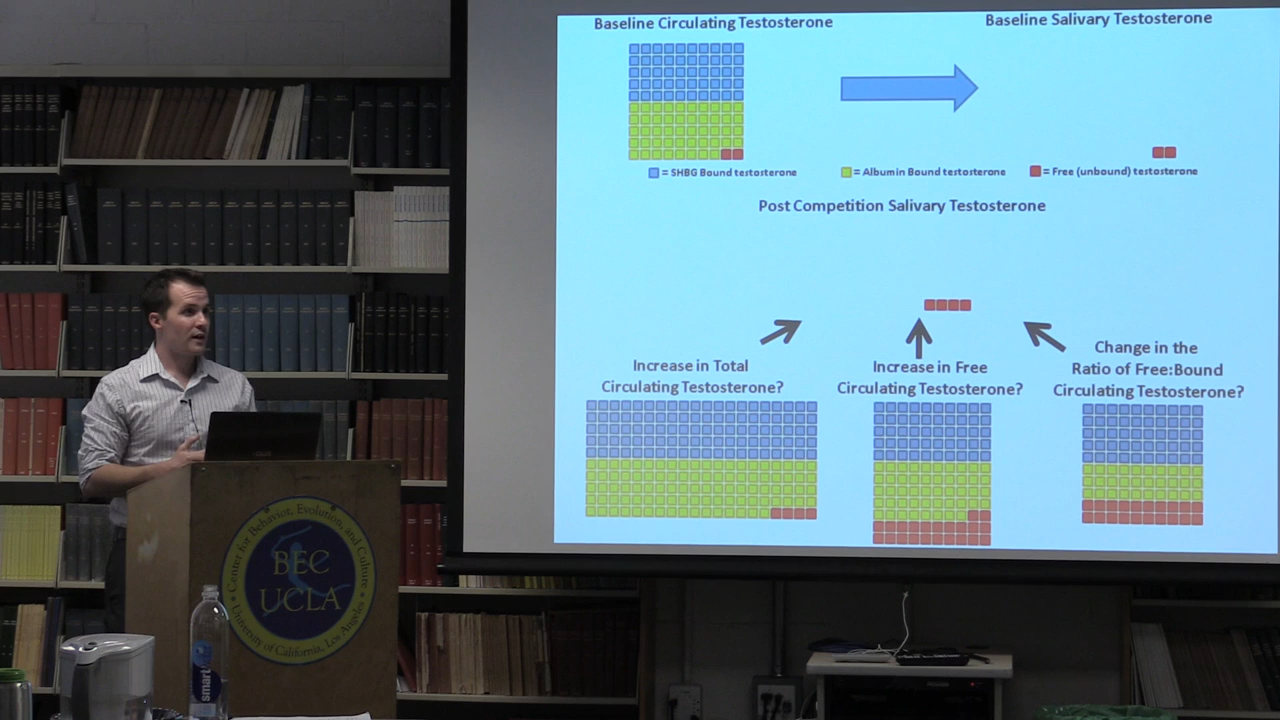 Baseline Circulating Testosterone
Baseline Salivary Testosterone
= SHBG Bound testosterone
= Albumin Bound testosterone
= Free (unbound) testosterone
Post Competition Salivary Testosterone
Increase in Total
Circulating Testosterone?
Increase in Free
Circulating Testosterone?
Change in the
Ratio of Free:Bound
Circulating Testosterone?
Center for Behavior, Evolution, and Culture
BEC
UCLA
University of California, Los Angeles
smart